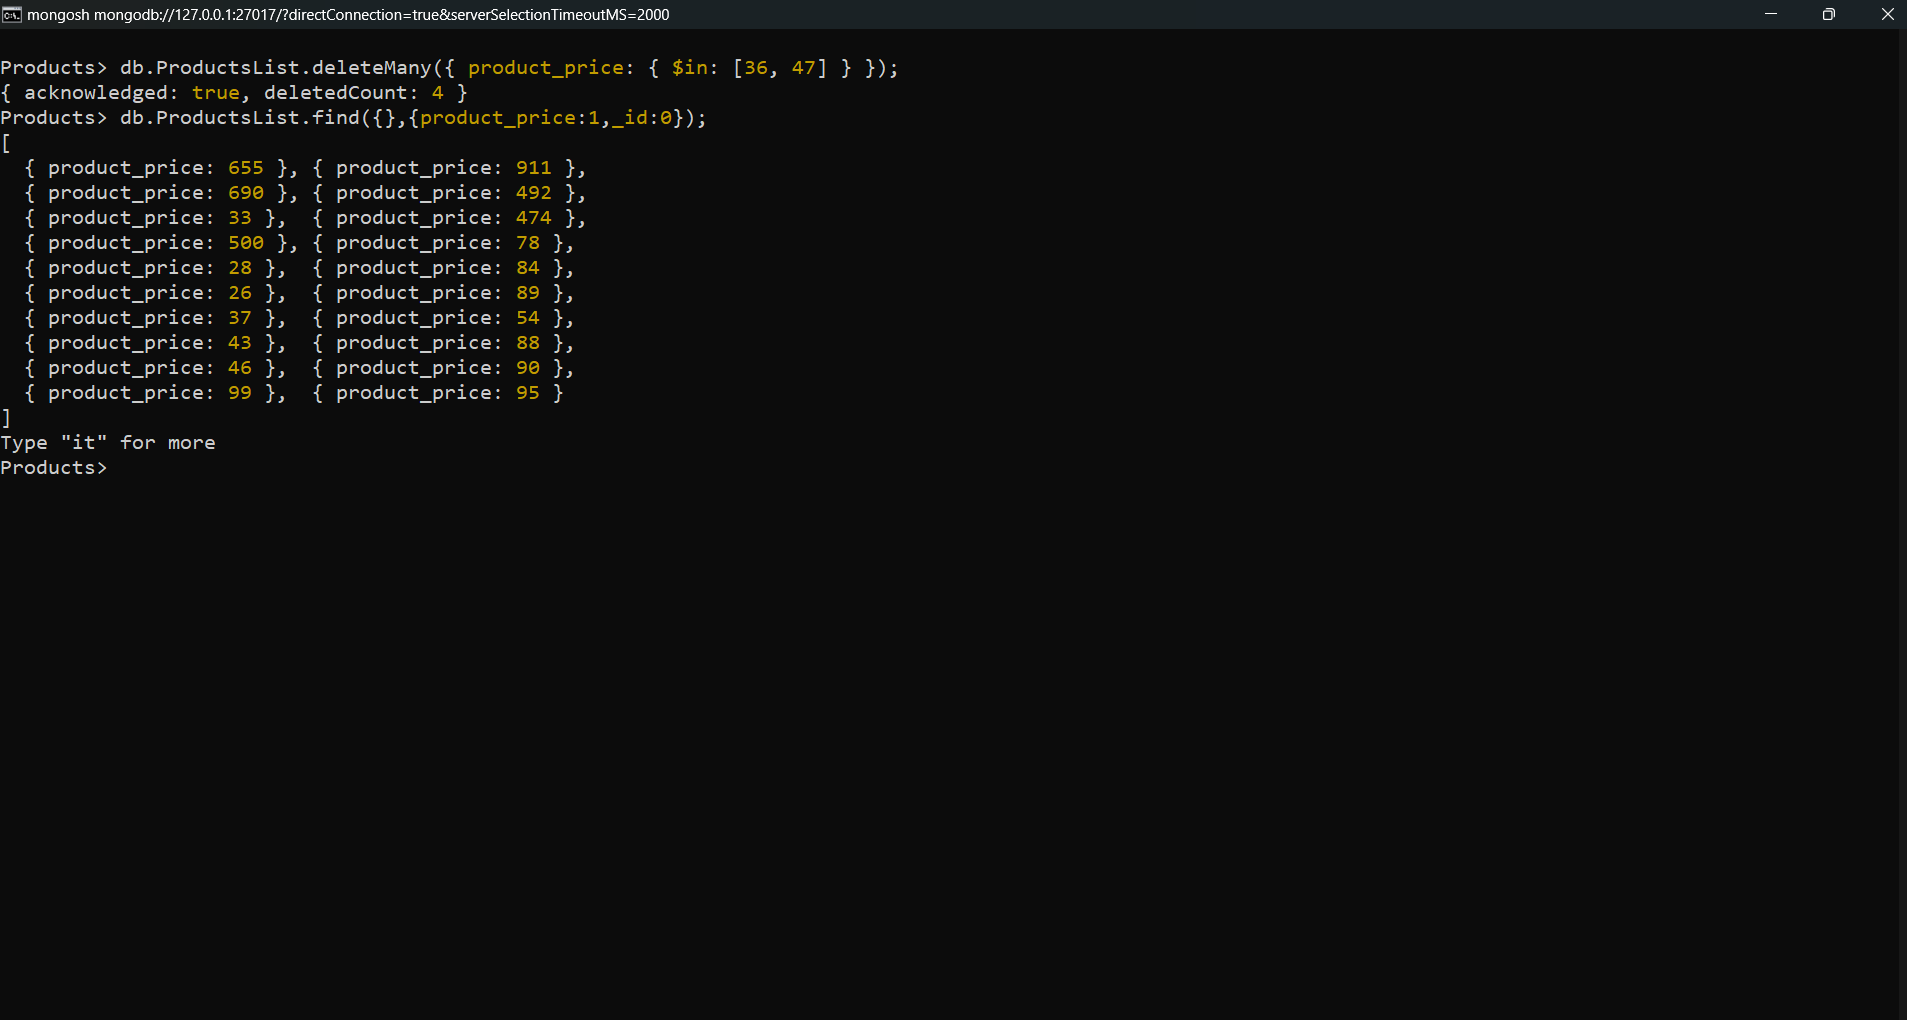 mongosh mongodb://127.0.0.1:27017/?directConnection=true&serverSelectionTimeoutMS=2000
Products> db.ProductsList.deleteMany({ product_price: { $in: [36, 47] } });
{ acknowledged: true, deletedCount: 4 }
Products> db.ProductsList.find({},{product_price:1,_id:0});
[
  { product_price: 655 }, { product_price: 911 },
  { product_price: 690 }, { product_price: 492 },
  { product_price: 33 },  { product_price: 474 },
  { product_price: 500 }, { product_price: 78 },
  { product_price: 28 },  { product_price: 84 },
  { product_price: 26 },  { product_price: 89 },
  { product_price: 37 },  { product_price: 54 },
  { product_price: 43 },  { product_price: 88 },
  { product_price: 46 },  { product_price: 90 },
  { product_price: 99 },  { product_price: 95 }
]
Type "it" for more
Products>